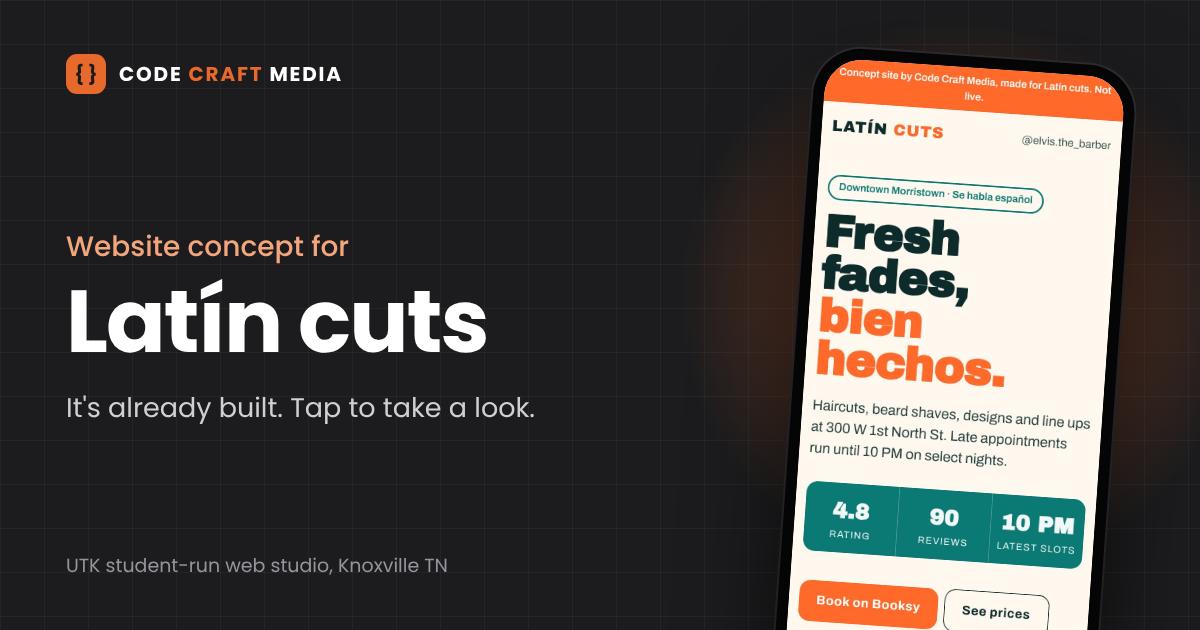 { }
CODE CRAFT MEDIA
Website concept for
Latín cuts
It's already built. Tap to take a look.
UTK student-run web studio, Knoxville TN
Concept site by Code Craft Media, made for Latín cuts. Not
live.
LATÍN CUTS
@elvis.the_barber
Downtown Morristown · Se habla español
Fresh
fades,
bien
hechos.
Haircuts, beard shaves, designs and line ups
at 300 W 1st North St. Late appointments
run until 10 PM on select nights.
4.8
RATING
90
REVIEWS
10 PM
LATEST SLOTS
Book on Booksy
See prices